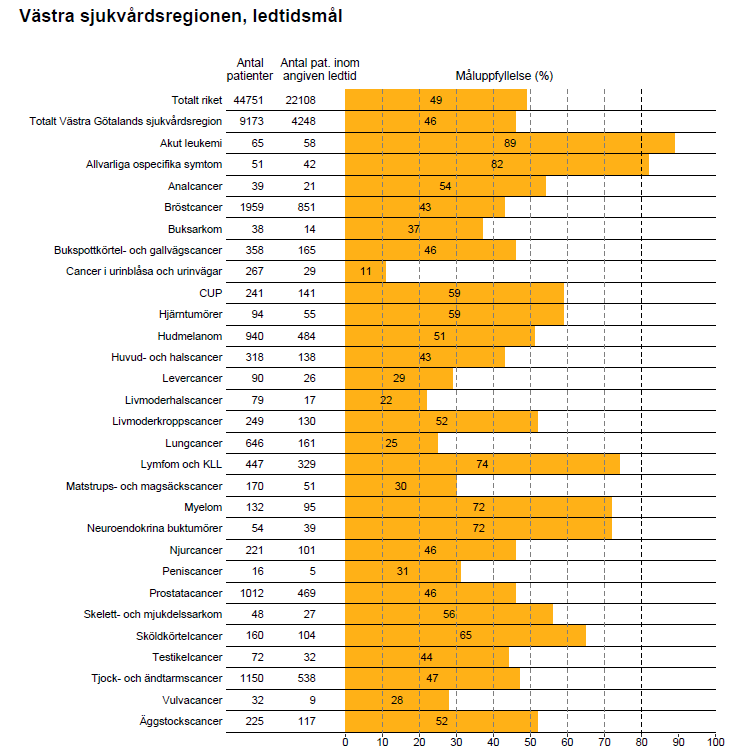 Västra sjukvårdsregionen, ledtidsmål
Antal Antal pat. inom
patienter angiven ledtid Måluppfyllelse (%)
Totalt riket 44751 22108 49
Totalt Västra Götalands sjukvårdsregion 9173 4248 46
Akut leukemi 65 58 89
Allvarliga ospecifika symtom 51 42 82
Analcancer 39 21 54
Bröstcancer 1959 851 43
Buksarkom 38 14 37
Bukspottkörtel- och gallvägscancer 358 165 46
Cancer i urinblåsa och urinvägar 267 29 11
CUP 241 141 59
Hjärntumörer 94 55 59
Hudmelanom 940 484 51
Huvud- och halscancer 318 138 43
Levercancer 90 26 29
Livmoderhalscancer 79 17 22
Livmoderkroppscancer 249 130 52
Lungcancer 646 161 25
Lymfom och KLL 447 329 74
Matstrups- och magsäckscancer 170 51 30
Myelom 132 95 72
Neuroendokrina buktumörer 54 39 72
Njurcancer 221 101 46
Peniscancer 16 5 31
Prostatacancer 1012 469 46
Skelett- och mjukdelssarkom 48 27 56
Sköldkörtelcancer 160 104 65
Testikelcancer 72 32 44
Tjock- och ändtarmscancer 1150 538 47
Vulvacancer 32 9 28
Äggstockscancer 225 117 52
0 10 20 30 40 50 60 70 80 90 100